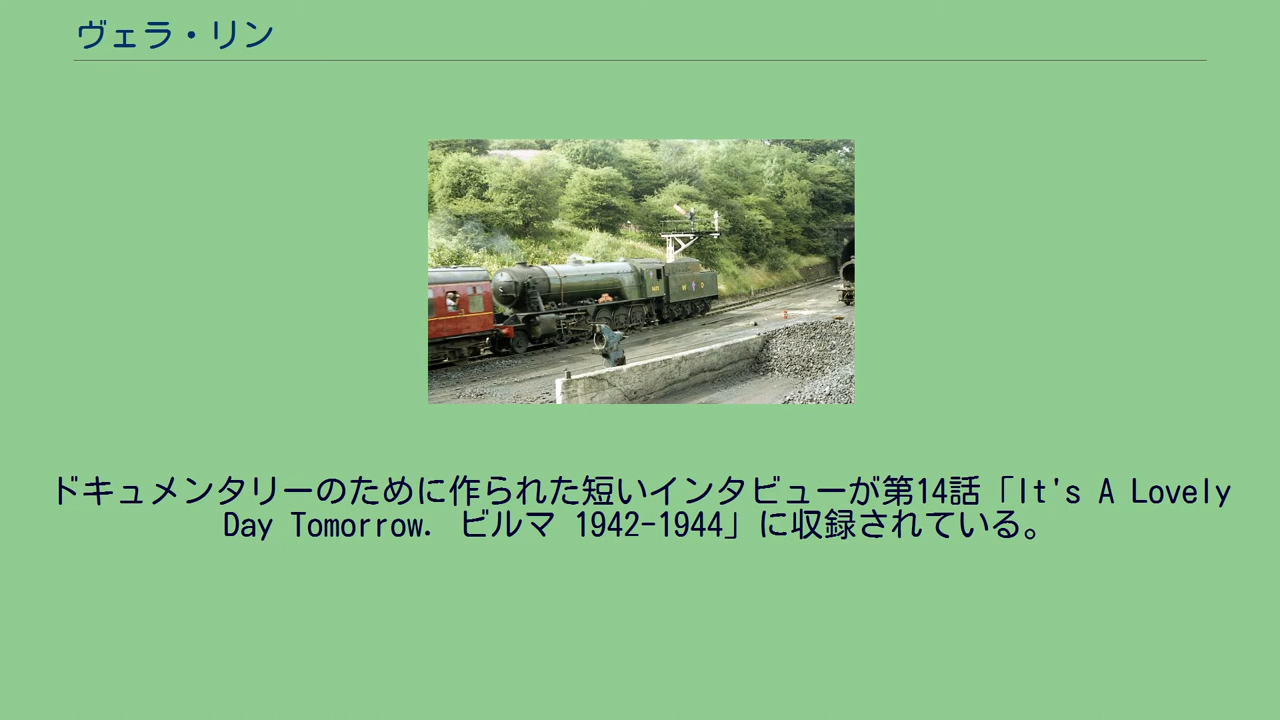 ヴェラ・リン
ドキュメンタリーのために作られた短いインタビューが第14話「It's A Lovely
Day Tomorrow. ビルマ 1942-1944」に収録されている。